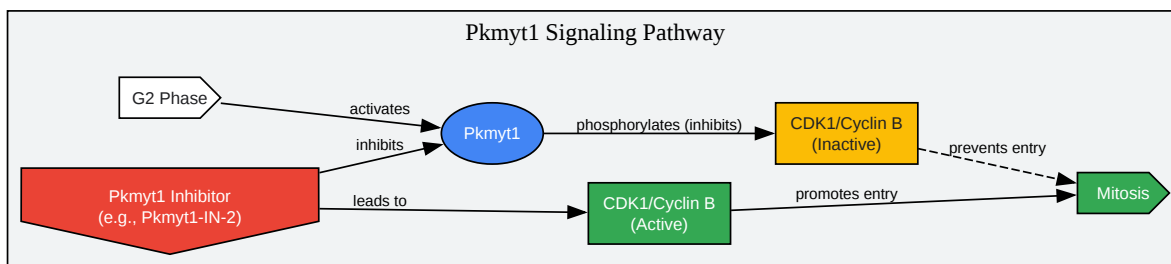 Pkmyt1 Signaling Pathway
G2 Phase
activates
Pkmyt1
phosphorylates (inhibits)
CDK1/Cyclin B
(Inactive)
prevents entry
inhibits
Pkmyt1 Inhibitor
(e.g., Pkmyt1-IN-2)
leads to
CDK1/Cyclin B
(Active)
promotes entry
Mitosis